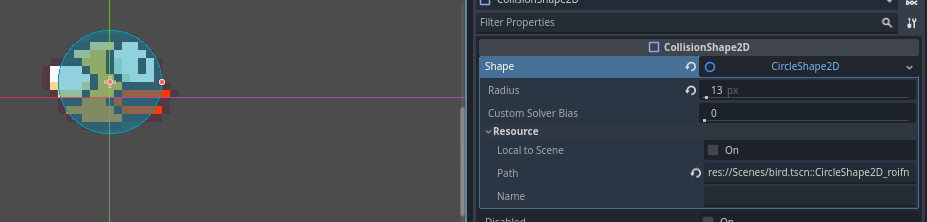 CollisionShape2D
DOC
Filter Properties
CollisionShape2D
Shape
CircleShape2D
Radius
13 px
Custom Solver Bias
0
Resource
Local to Scene
On
Path
res://Scenes/bird.tscn::CircleShape2D_roifn
Name
Disabled
On